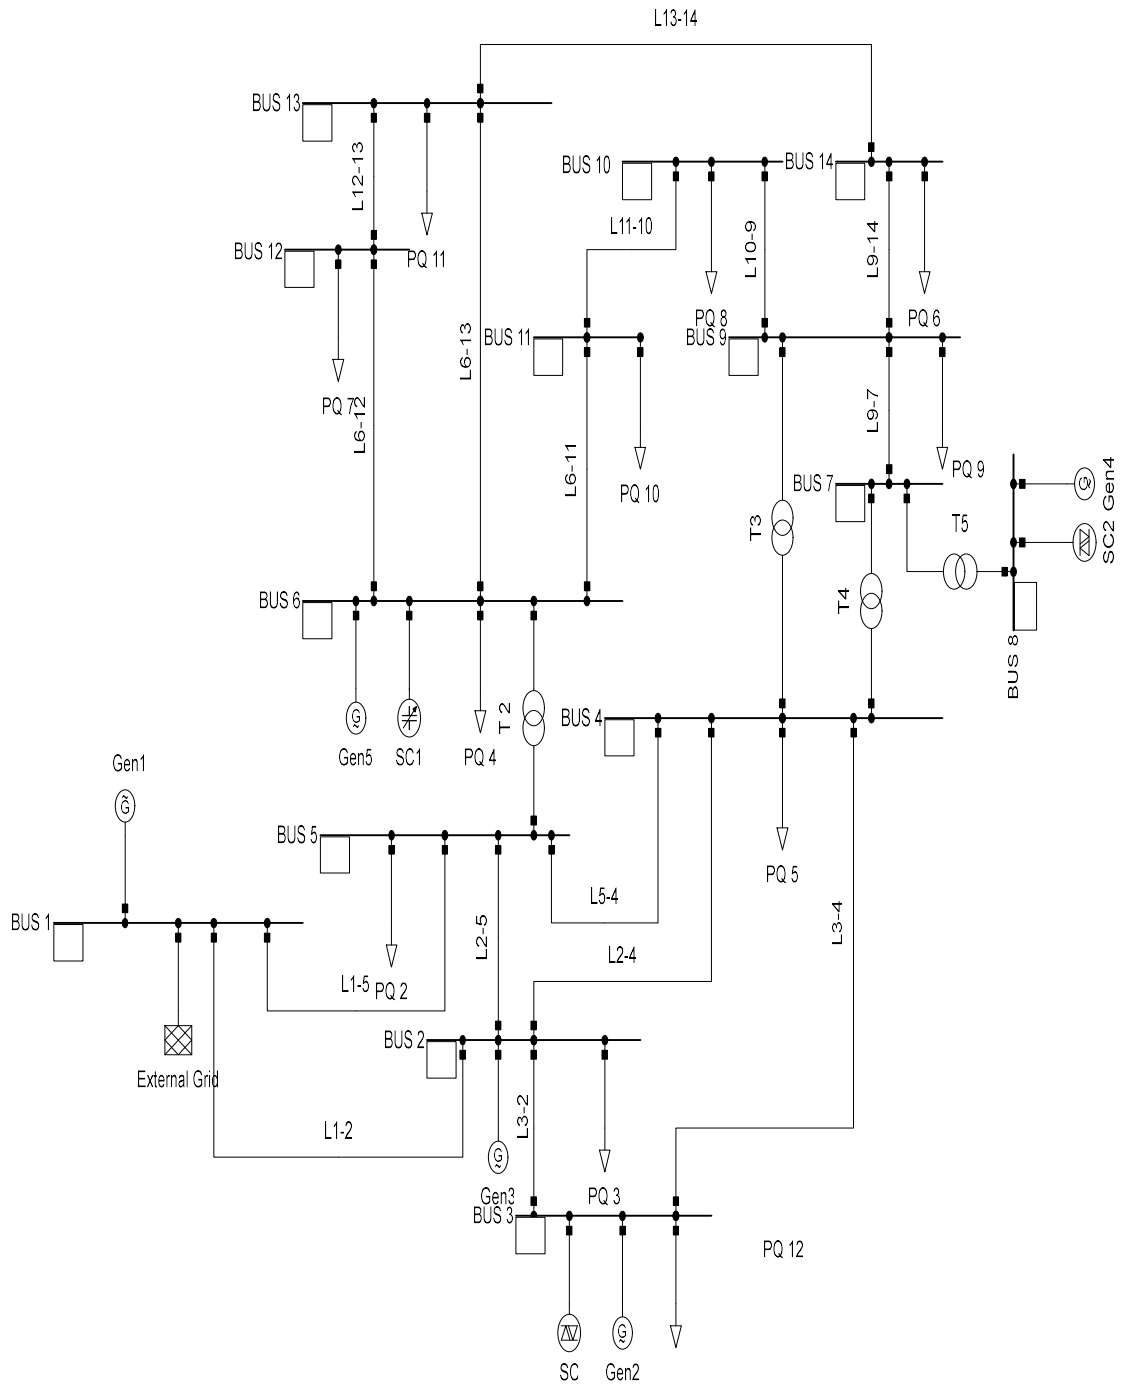 L13-14
BUS 13
BUS 10
BUS 14
L12-13
L11-10
BUS 12
PQ 11
L10-9
L9-14
PQ 8
PQ 6
BUS 11
BUS 9
L6-13
PQ 7
L6-12
L9-7
L6-11
PQ 10
PQ 9
BUS 7
Gen4
T3
T5
SC2
BUS 6
T4
BUS 8
T 2
BUS 4
Gen5
SC1
PQ 4
Gen1
BUS 5
PQ 5
L5-4
BUS 1
L2-5
L3-4
L2-4
L1-5
PQ 2
BUS 2
External Grid
L3-2
L1-2
Gen3
PQ 3
BUS 3
PQ 12
SC
Gen2
G
G
G
G
G